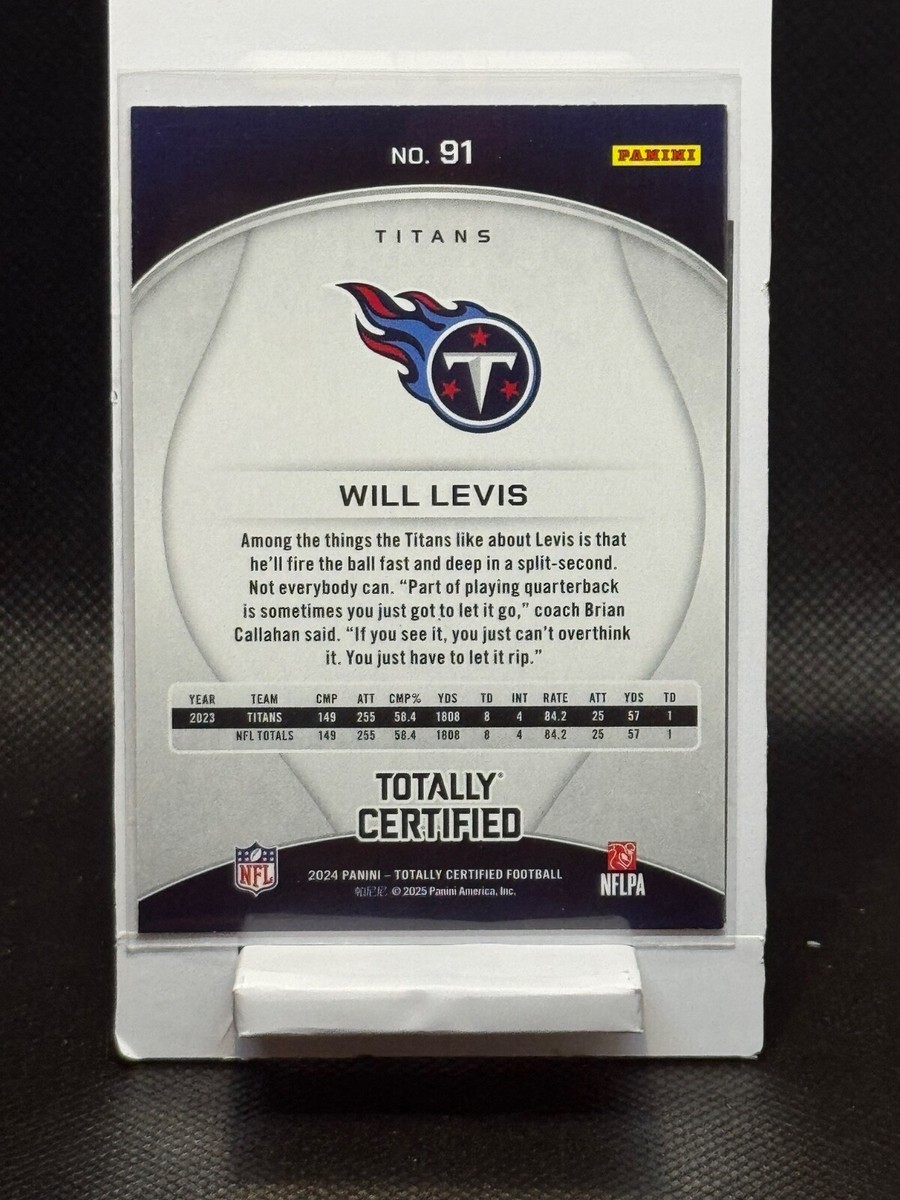 NO. 91
PANINI
TITANS
T
WILL LEVIS
Among the things the Titans like about Levis is that
he'll fire the ball fast and deep in a split-second.
Not everybody can. “Part of playing quarterback
is sometimes you just got to let it go,” coach Brian
Callahan said. “If you see it, you just can't overthink
it. You just have to let it rip.”
YEAR TEAM CMP ATT CMP% YDS TD INT RATE ATT YDS TD
2023 TITANS 149 255 58.4 1808 8 4 84.2 25 57 1
NFL TOTALS 149 255 58.4 1808 8 4 84.2 25 57 1
TOTALLY®
CERTIFIED
NFL
2024 PANINI – TOTALLY CERTIFIED FOOTBALL
帕尼尼 © 2025 Panini America, Inc.
NFLPA